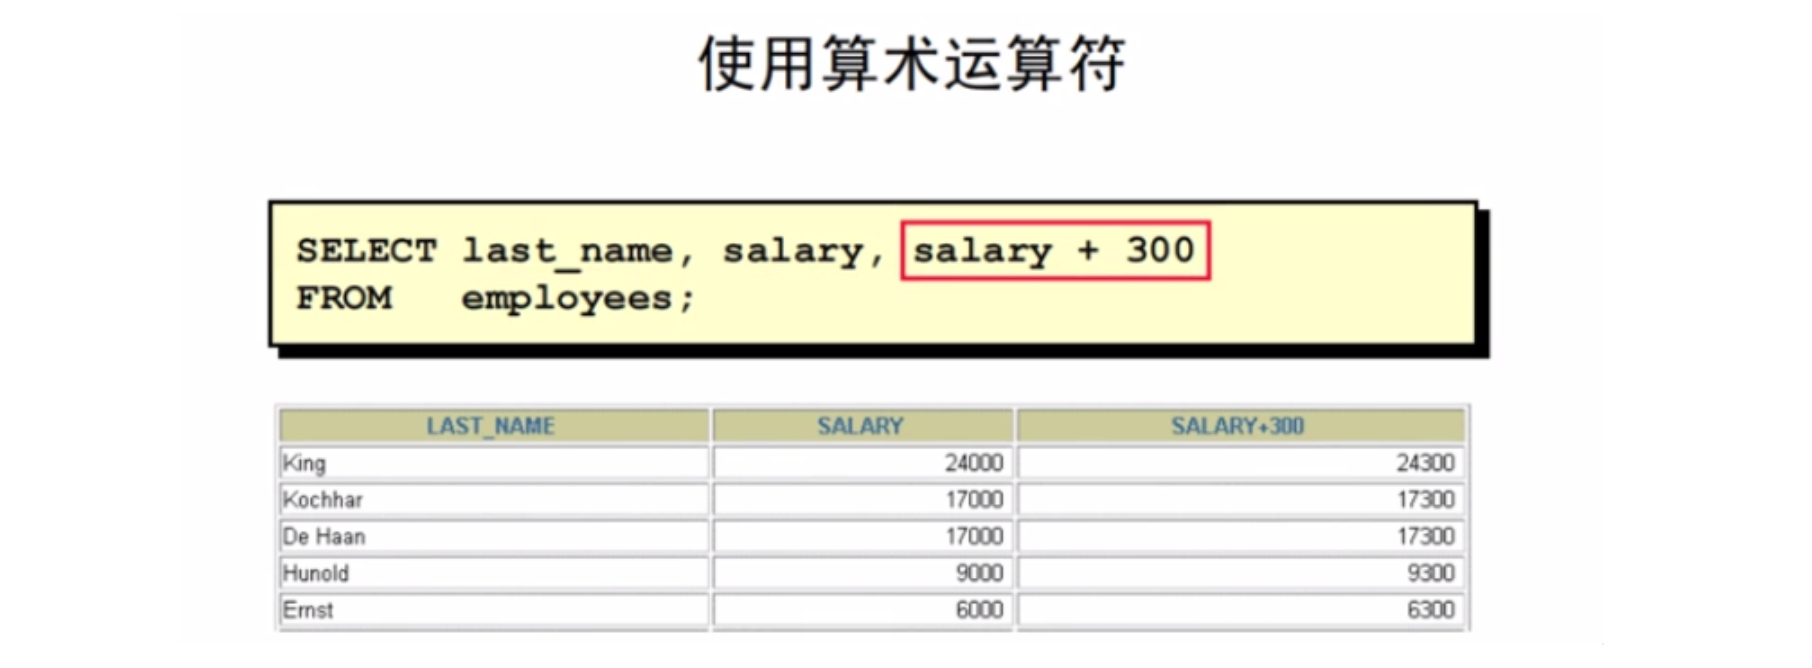 使用算术运算符
SELECT last_name, salary, salary + 300
FROM employees;
LAST_NAME SALARY SALARY+300
King 24000 24300
Kochhar 17000 17300
De Haan 17000 17300
Hunold 9000 9300
Ernst 6000 6300